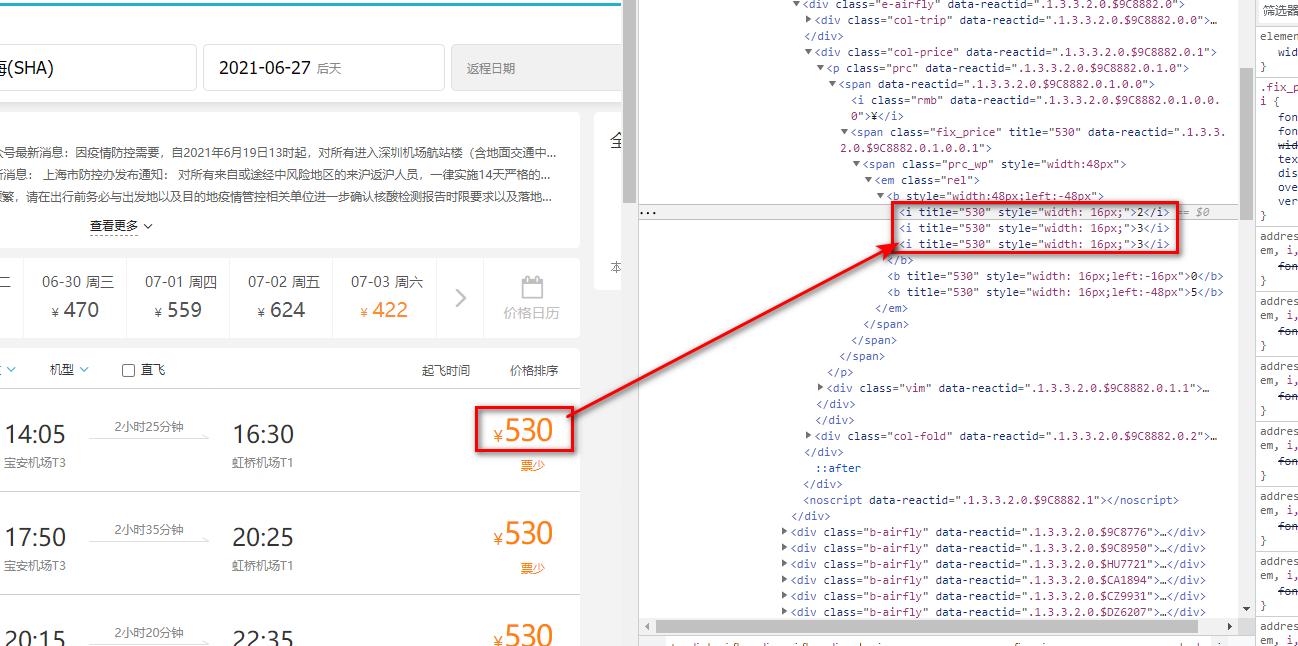 海(SHA)
2021-06-27 后天
返程日期
全
号最新消息：因疫情防控需要，自2021年6月19日13时起，对所有进入深圳机场航站楼（含地面交通中...
消息： 上海市防控办发布通知： 对所有来自或途经中风险地区的来沪返沪人员，一律实施14天严格的...
繁，请在出行前务必与出发地以及目的地疫情管控相关单位进一步确认核酸检测报告时限要求以及落地...
查看更多
本
二
06-30 周三
¥ 470
07-01 周四
¥ 559
07-02 周五
¥ 624
07-03 周六
¥ 422
价格日历
机型
直飞
起飞时间
价格排序
14:05
2小时25分钟
16:30
¥530
宝安机场T3
虹桥机场T1
票少
17:50
2小时35分钟
20:25
¥530
宝安机场T3
虹桥机场T1
票少
20:15
2小时20分钟
22:35
¥530
<div class="e-airfly" data-reactid=".1.3.3.2.0.$9C8882.0">
<div class="col-trip" data-reactid=".1.3.3.2.0.$9C8882.0.0">…
</div>
<div class="col-price" data-reactid=".1.3.3.2.0.$9C8882.0.1">
<p class="prc" data-reactid=".1.3.3.2.0.$9C8882.0.1.0">
<span data-reactid=".1.3.3.2.0.$9C8882.0.1.0.0">
<i class="rmb" data-reactid=".1.3.3.2.0.$9C8882.0.1.0.0.
0">¥</i>
<span class="fix_price" title="530" data-reactid=".1.3.3.
2.0.$9C8882.0.1.0.0.1">
<span class="prc_wp" style="width:48px">
<em class="rel">
<b style="width:48px;left:-48px">
... <i title="530" style="width: 16px;">2</i> == $0
<i title="530" style="width: 16px;">3</i>
<i title="530" style="width: 16px;">3</i>
</b>
<b title="530" style="width: 16px;left:-16px">0</b>
<b title="530" style="width: 16px;left:-48px">5</b>
</em>
</span>
</span>
</span>
</p>
<div class="vim" data-reactid=".1.3.3.2.0.$9C8882.0.1.1">…
</div>
</div>
<div class="col-fold" data-reactid=".1.3.3.2.0.$9C8882.0.2">…
</div>
::after
</div>
<noscript data-reactid=".1.3.3.2.0.$9C8882.1"></noscript>
</div>
<div class="b-airfly" data-reactid=".1.3.3.2.0.$9C8776">…</div>
<div class="b-airfly" data-reactid=".1.3.3.2.0.$9C8950">…</div>
<div class="b-airfly" data-reactid=".1.3.3.2.0.$HU7721">…</div>
<div class="b-airfly" data-reactid=".1.3.3.2.0.$CA1894">…</div>
<div class="b-airfly" data-reactid=".1.3.3.2.0.$CZ9931">…</div>
<div class="b-airfly" data-reactid=".1.3.3.2.0.$DZ6207">…</div>
筛选器
elemen
wid
}
.fix_p
i {
fon
fon
wid
tex
dis
ove
ver
}
addres
em, i,
fon
}
addres
em, i,
fon
}
addres
em, i,
fon
}
addres
em, i,
fon
}
addres
em, i,
fon
}
addres
em, i,
fon
}
addres
em, i,